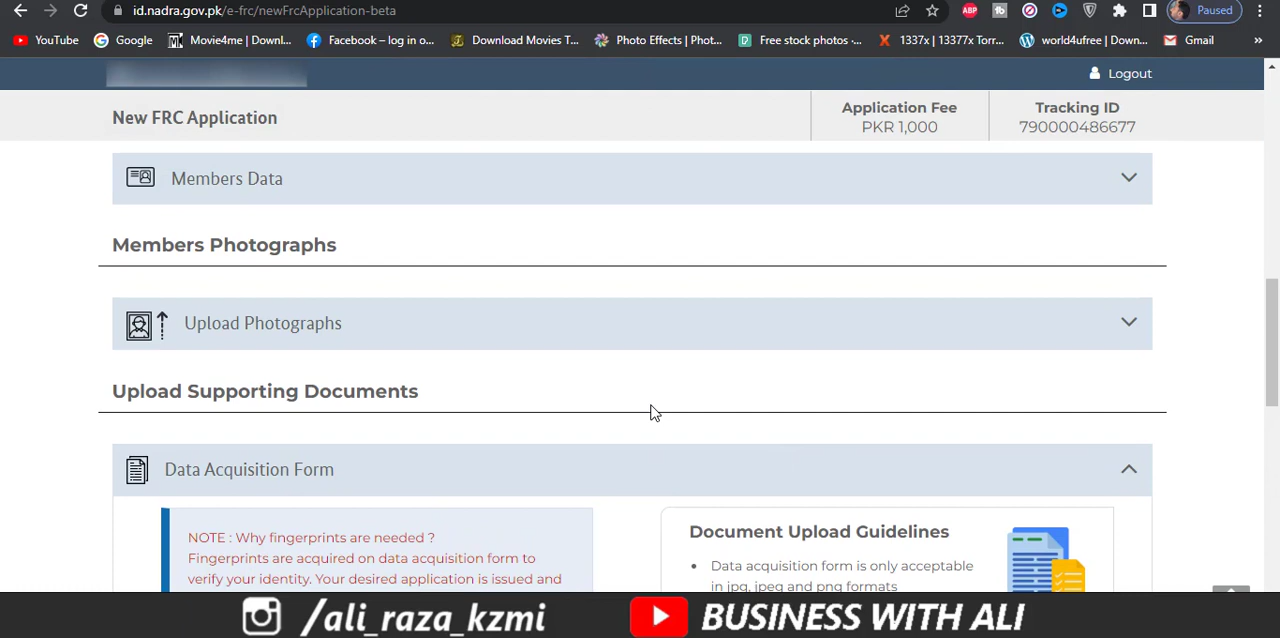 id.nadra.gov.pk/e-frc/newFrcApplication-beta
ABP
Paused
YouTube
Google
Movie4me | Downl...
Facebook – log in o...
Download Movies T...
Photo Effects | Phot...
Free stock photos ·...
1337x | 13377x Torr...
world4ufree | Down...
Gmail
»
Logout
New FRC Application
Application Fee
PKR 1,000
Tracking ID
790000486677
Members Data
Members Photographs
Upload Photographs
Upload Supporting Documents
Data Acquisition Form
NOTE : Why fingerprints are needed ?
Fingerprints are acquired on data acquisition form to
verify your identity. Your desired application is issued and
Document Upload Guidelines
• Data acquisition form is only acceptable
in jpg, jpeg and png formats
/ali_raza_kzmi
BUSINESS WITH ALI